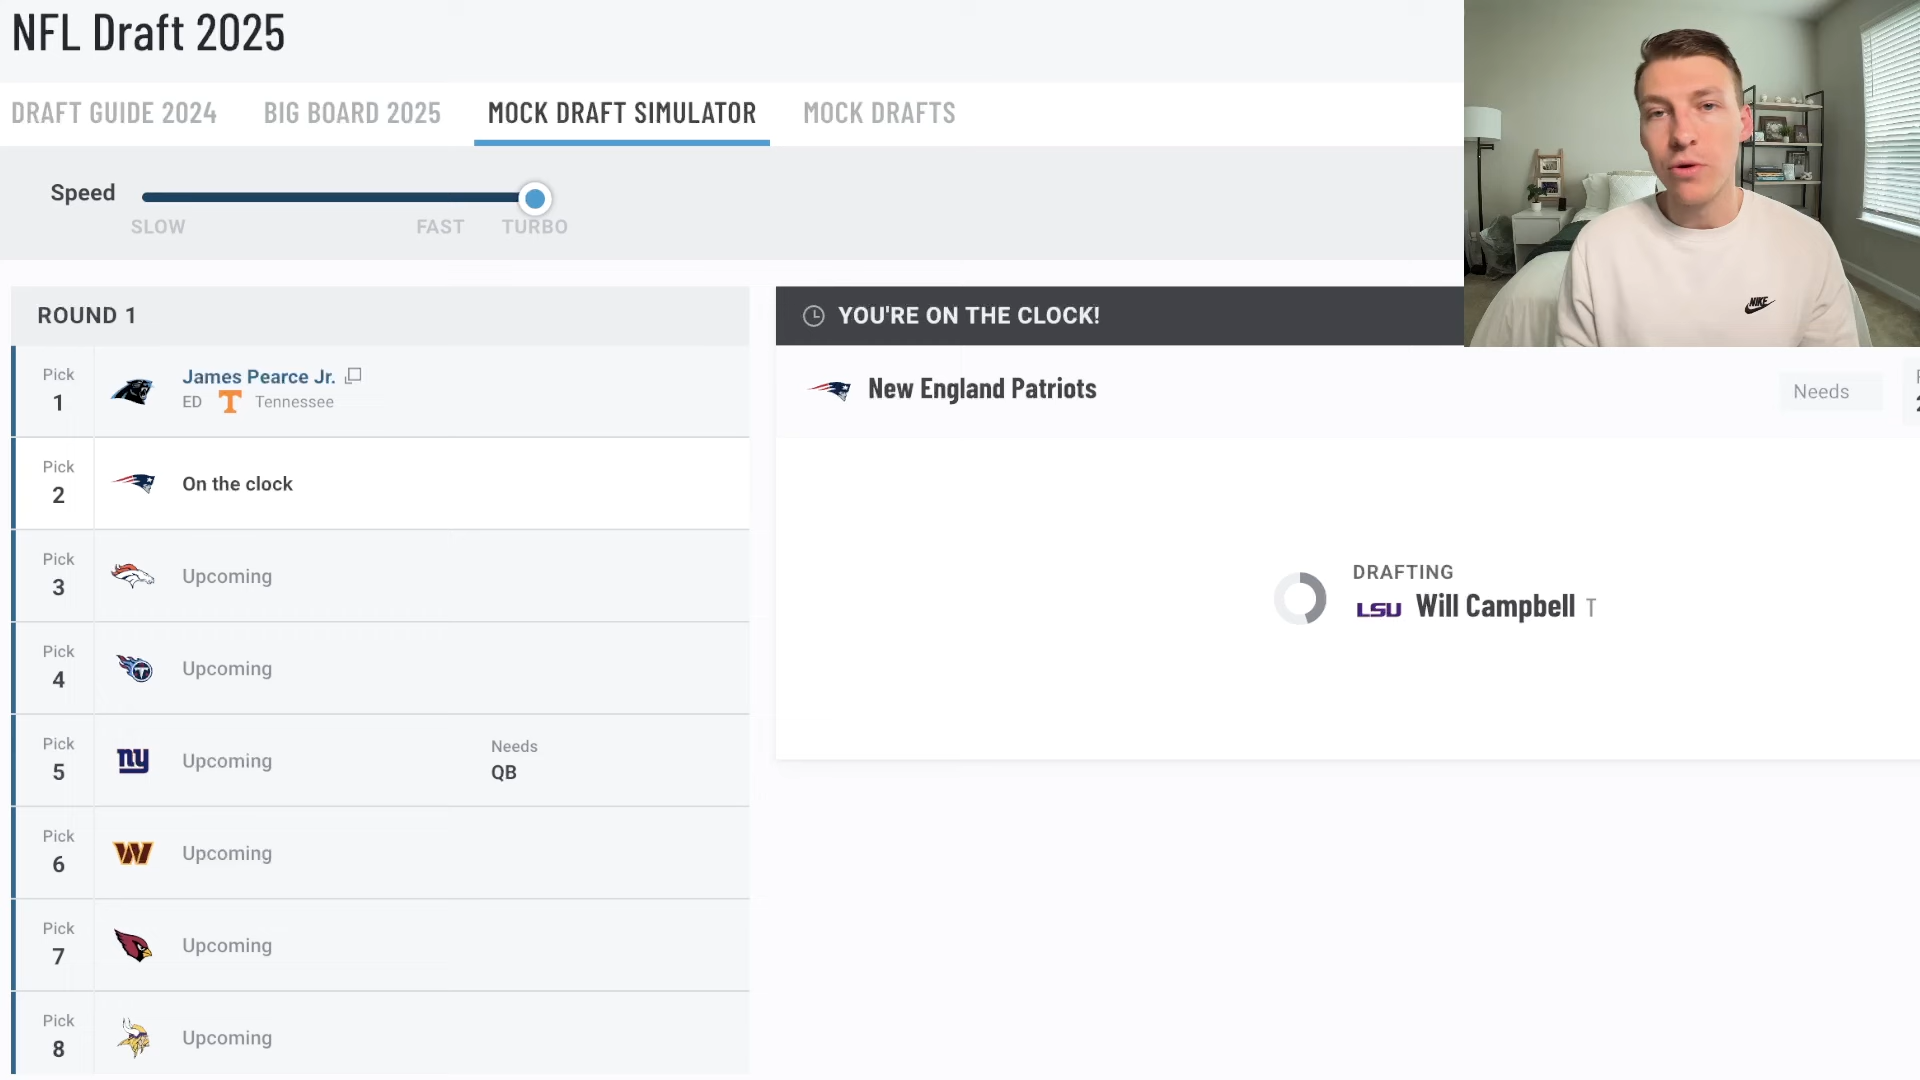 NFL Draft 2025
DRAFT GUIDE 2024
BIG BOARD 2025
MOCK DRAFT SIMULATOR
MOCK DRAFTS
Speed
SLOW
FAST
TURBO
ROUND 1
Pick
1
James Pearce Jr.
ED
T
Tennessee
Pick
2
On the clock
Pick
3
Upcoming
Pick
4
T
Upcoming
Pick
5
ny
Upcoming
Needs
QB
Pick
6
W
Upcoming
Pick
7
Upcoming
Pick
8
Upcoming
YOU'RE ON THE CLOCK!
New England Patriots
Needs
DRAFTING
LSU Will Campbell T
NIKE